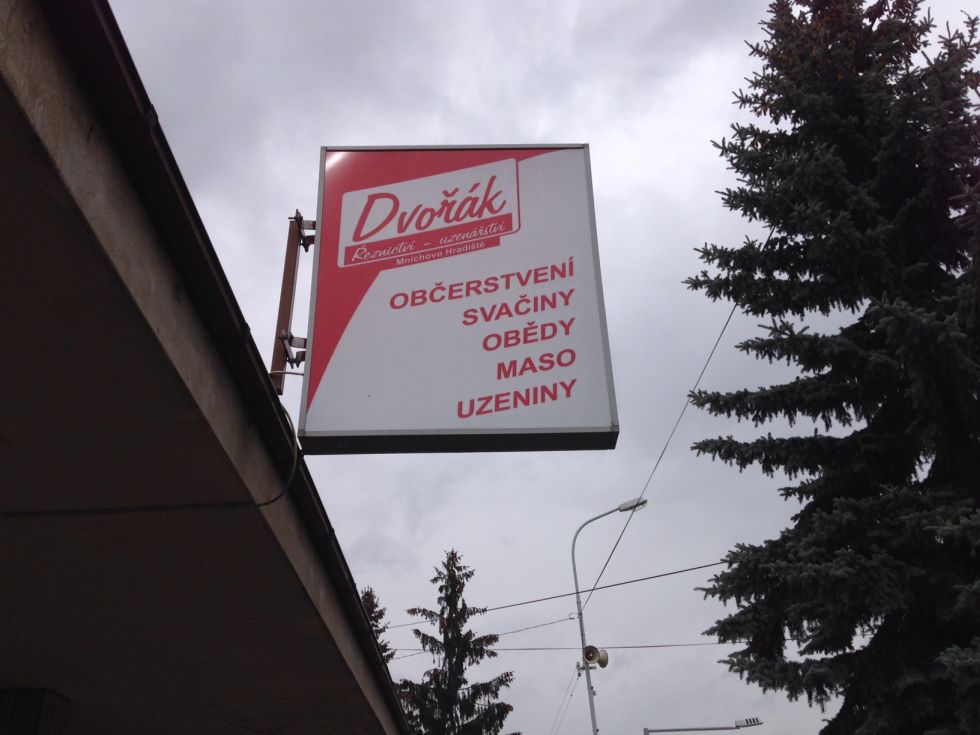 Dvořák
Řeznictví - uzenářství
Mnichovo Hradiště
OBČERSTVENÍ
SVAČINY
OBĚDY
MASO
UZENINY